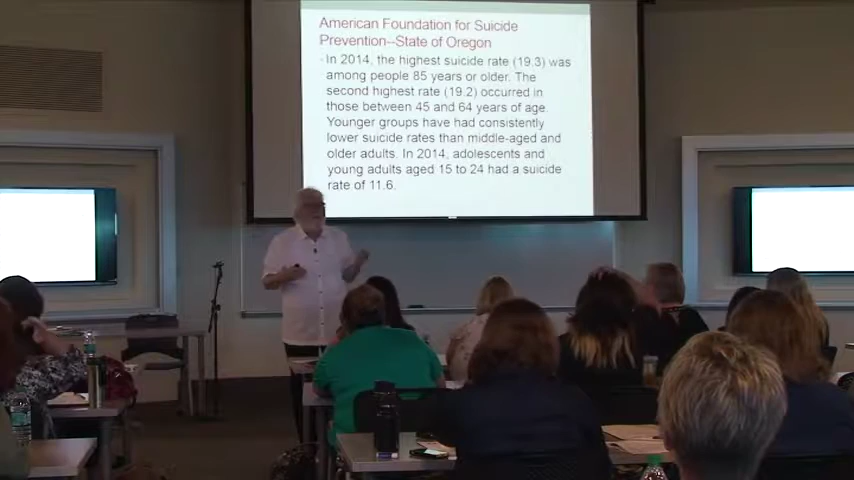 American Foundation for Suicide
Prevention--State of Oregon
In 2014, the highest suicide rate (19.3) was
among people 85 years or older. The
second highest rate (19.2) occurred in
those between 45 and 64 years of age.
Younger groups have had consistently
lower suicide rates than middle-aged and
older adults. In 2014, adolescents and
young adults aged 15 to 24 had a suicide
rate of 11.6.